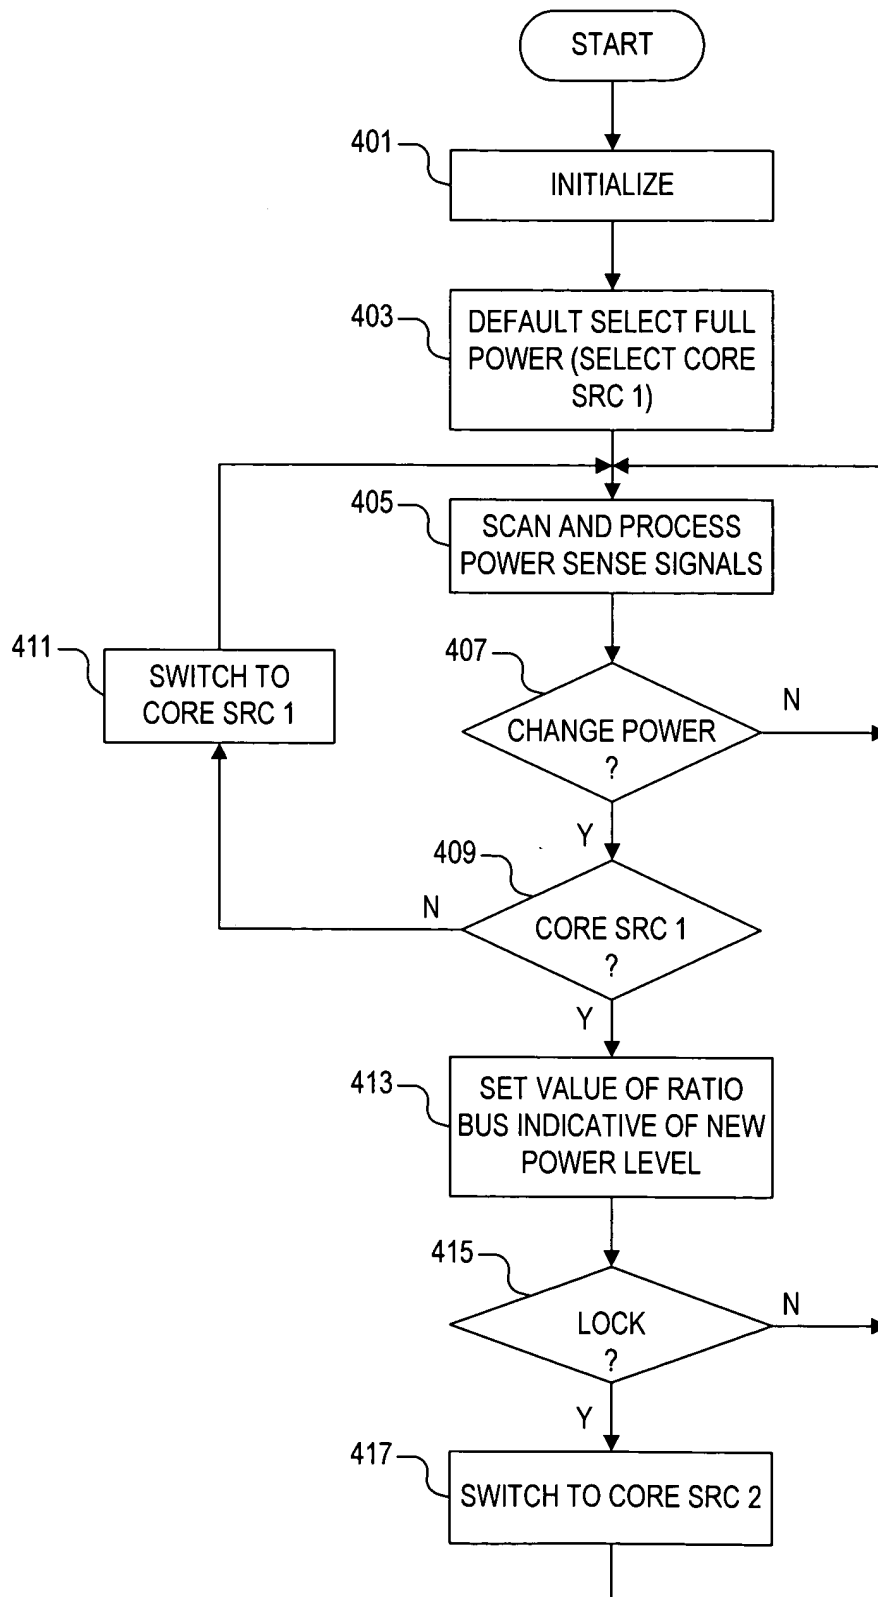 START
401
INITIALIZE
403
DEFAULT SELECT FULL
POWER (SELECT CORE
SRC 1)
405
SCAN AND PROCESS
POWER SENSE SIGNALS
411
SWITCH TO
CORE SRC 1
407
CHANGE POWER
?
N
Y
409
N
CORE SRC 1
?
Y
413
SET VALUE OF RATIO
BUS INDICATIVE OF NEW
POWER LEVEL
415
LOCK
?
N
Y
417
SWITCH TO CORE SRC 2